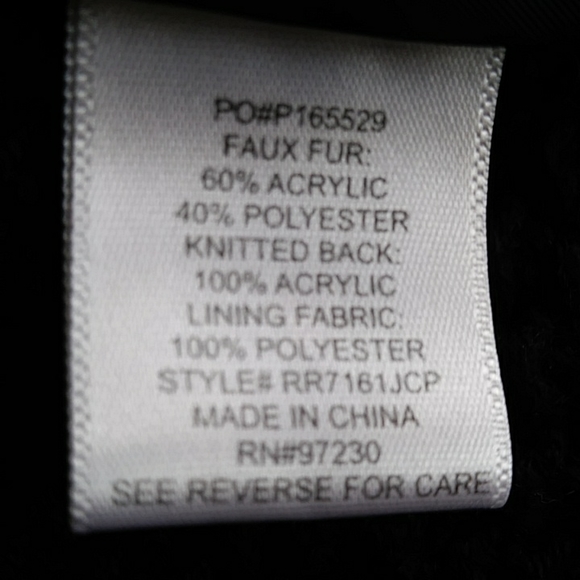 PO#P165529
FAUX FUR:
60% ACRYLIC
40% POLYESTER
KNITTED BACK:
100% ACRYLIC
LINING FABRIC:
100% POLYESTER
STYLE# RR7161JCP
MADE IN CHINA
RN#97230
SEE REVERSE FOR CARE